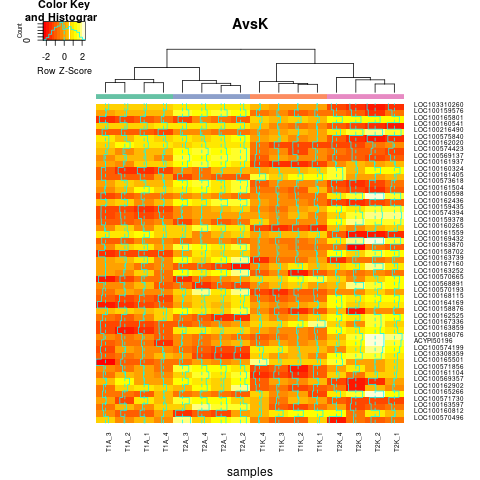 Color Key
and Histogran
Count
0
-2 0 2
Row Z-Score
AvsK
LOC103310260
LOC100159576
LOC100165801
LOC100160541
LOC100216490
LOC100575840
LOC100162020
LOC100574423
LOC100569137
LOC100161937
LOC100160324
LOC100161405
LOC100573618
LOC100161504
LOC100160598
LOC100162436
LOC100159435
LOC100574394
LOC100159378
LOC100160265
LOC100161559
LOC100169432
LOC100163870
LOC100158702
LOC100163739
LOC100167160
LOC100163252
LOC100570665
LOC100568891
LOC100570193
LOC100168115
LOC100164169
LOC100158876
LOC100162525
LOC100167336
LOC100163859
LOC100168076
ACYPI50196
LOC100574199
LOC103308359
LOC100165501
LOC100571856
LOC100161104
LOC100569357
LOC100162902
LOC100165266
LOC100571730
LOC100163597
LOC100160812
LOC100570496
T1A_3
T1A_2
T1A_1
T1A_4
T2A_3
T2A_4
T2A_1
T2A_2
T1K_4
T1K_3
T1K_2
T1K_1
T2K_4
T2K_3
T2K_2
T2K_1
samples